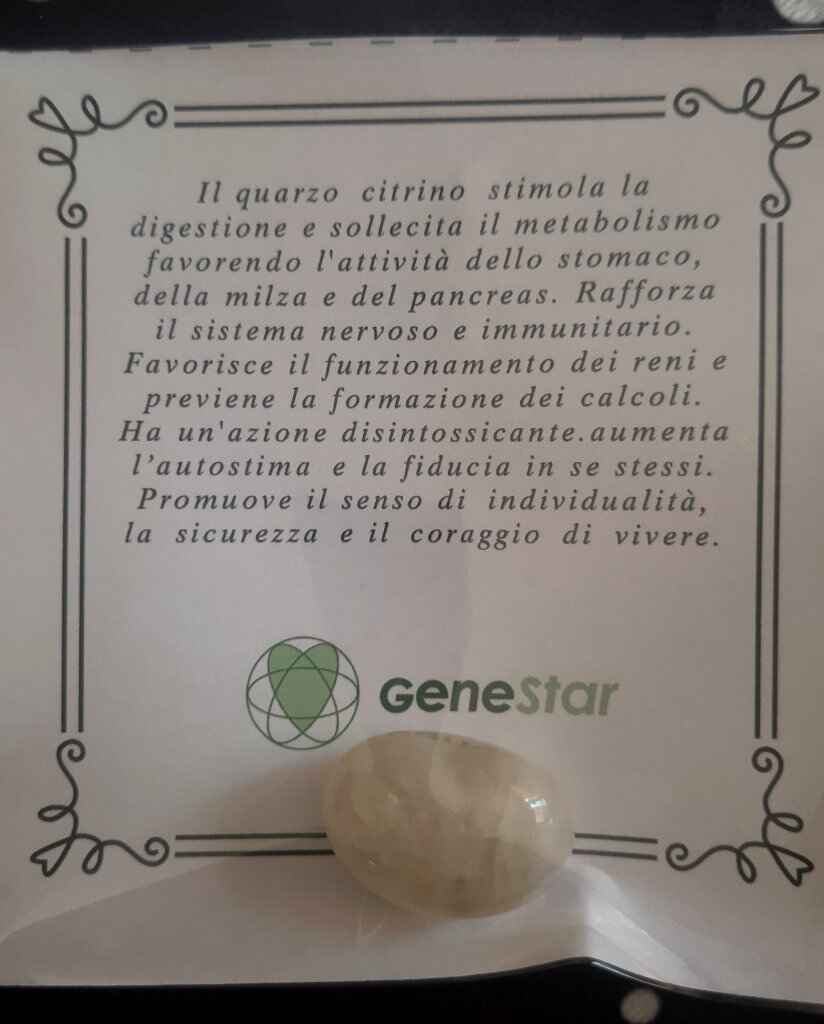 Il quarzo citrino stimola la
digestione e sollecita il metabolismo
favorendo l'attività dello stomaco,
della milza e del pancreas. Rafforza
il sistema nervoso e immunitario.
Favorisce il funzionamento dei reni e
previene la formazione dei calcoli.
Ha un'azione disintossicante.aumenta
l’autostima e la fiducia in se stessi.
Promuove il senso di individualità,
la sicurezza e il coraggio di vivere.
GeneStar